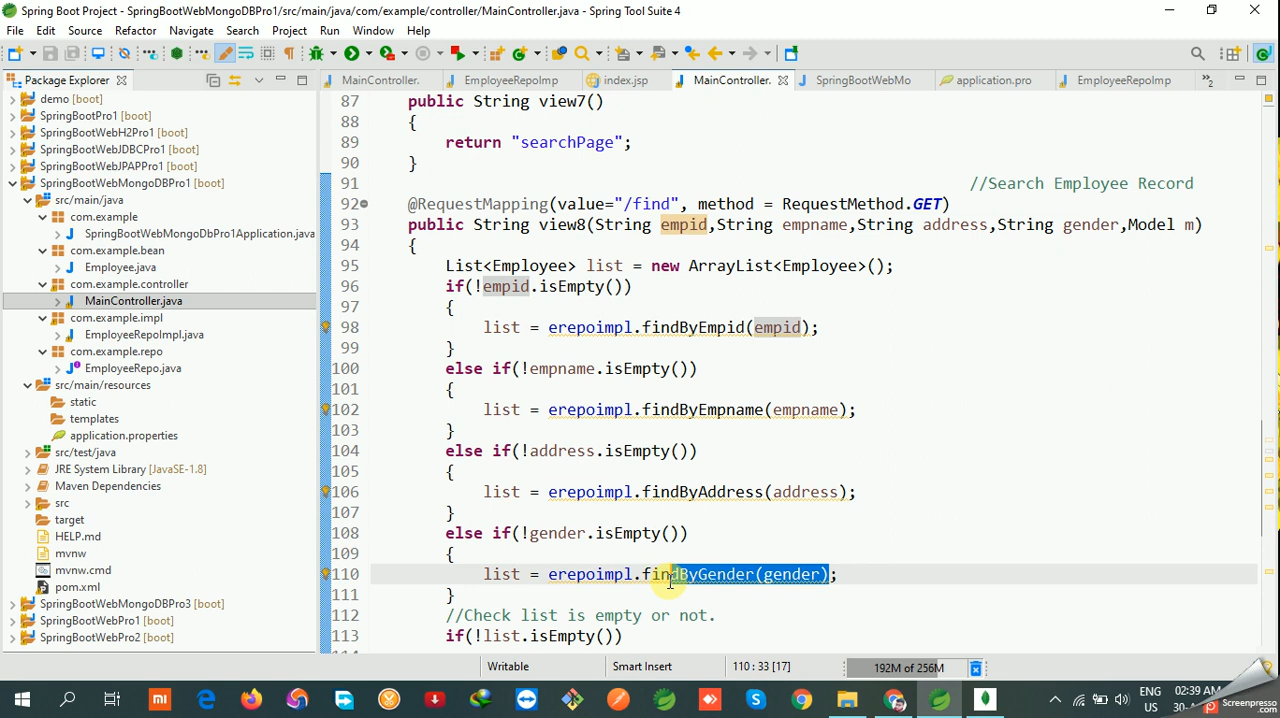 Spring Boot Project - SpringBootWebMongoDBPro1/src/main/java/com/example/controller/MainController.java - Spring Tool Suite 4
File Edit Source Refactor Navigate Search Project Run Window Help
Package Explorer
MainController. EmployeeRepoImp index.jsp MainController. SpringBootWebMo application.pro EmployeeRepoImp 2
demo [boot]
SpringBootPro1 [boot]
SpringBootWebH2Pro1 [boot]
SpringBootWebJDBCPro1 [boot]
SpringBootWebJPAPPro1 [boot]
SpringBootWebMongoDBPro1 [boot]
src/main/java
com.example
SpringBootWebMongoDbPro1Application.java
com.example.bean
Employee.java
com.example.controller
MainController.java
com.example.impl
EmployeeRepoImpl.java
com.example.repo
EmployeeRepo.java
src/main/resources
static
templates
application.properties
src/test/java
JRE System Library [JavaSE-1.8]
Maven Dependencies
src
target
HELP.md
mvnw
mvnw.cmd
pom.xml
SpringBootWebMongoDBPro3 [boot]
SpringBootWebPro1 [boot]
SpringBootWebPro2 [boot]
87 public String view7()
88 {
89 return "searchPage";
90 }
91 //Search Employee Record
92 @RequestMapping(value="/find", method = RequestMethod.GET)
93 public String view8(String empid,String empname,String address,String gender,Model m)
94 {
95 List<Employee> list = new ArrayList<Employee>();
96 if(!empid.isEmpty())
97 {
98 list = erepoimpl.findByEmpid(empid);
99 }
100 else if(!empname.isEmpty())
101 {
102 list = erepoimpl.findByEmpname(empname);
103 }
104 else if(!address.isEmpty())
105 {
106 list = erepoimpl.findByAddress(address);
107 }
108 else if(!gender.isEmpty())
109 {
110 list = erepoimpl.findByGender(gender);
111 }
112 //Check list is empty or not.
113 if(!list.isEmpty())
Writable Smart Insert 110 : 33 [17] 192M of 256M
ENG 02:39 AM
US
Screenpresso
.com